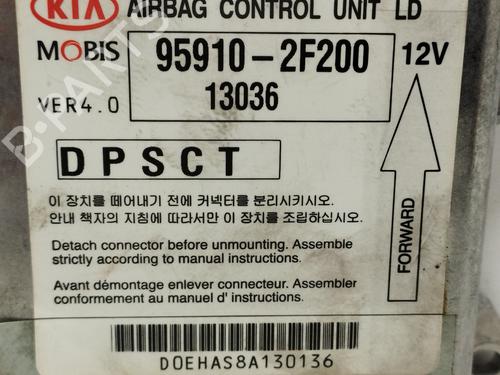 KIA AIRBAG CONTROL UNIT LD
MOBIS 95910-2F200 12V
VER4.0 13036
DPSCT
이 장치를 떼어내기 전에 커넥터를 분리시키시오.
안내 책자의 지침에 따라서만 이 장치를 조립하십시오.
FORWARD
Detach connector before unmounting. Assemble
strictly according to manual instructions.
Avant démontage enlever connecteur. Assembler
conformement au manuel d' instructions.
D0EHAS8A130136
B-PARTS